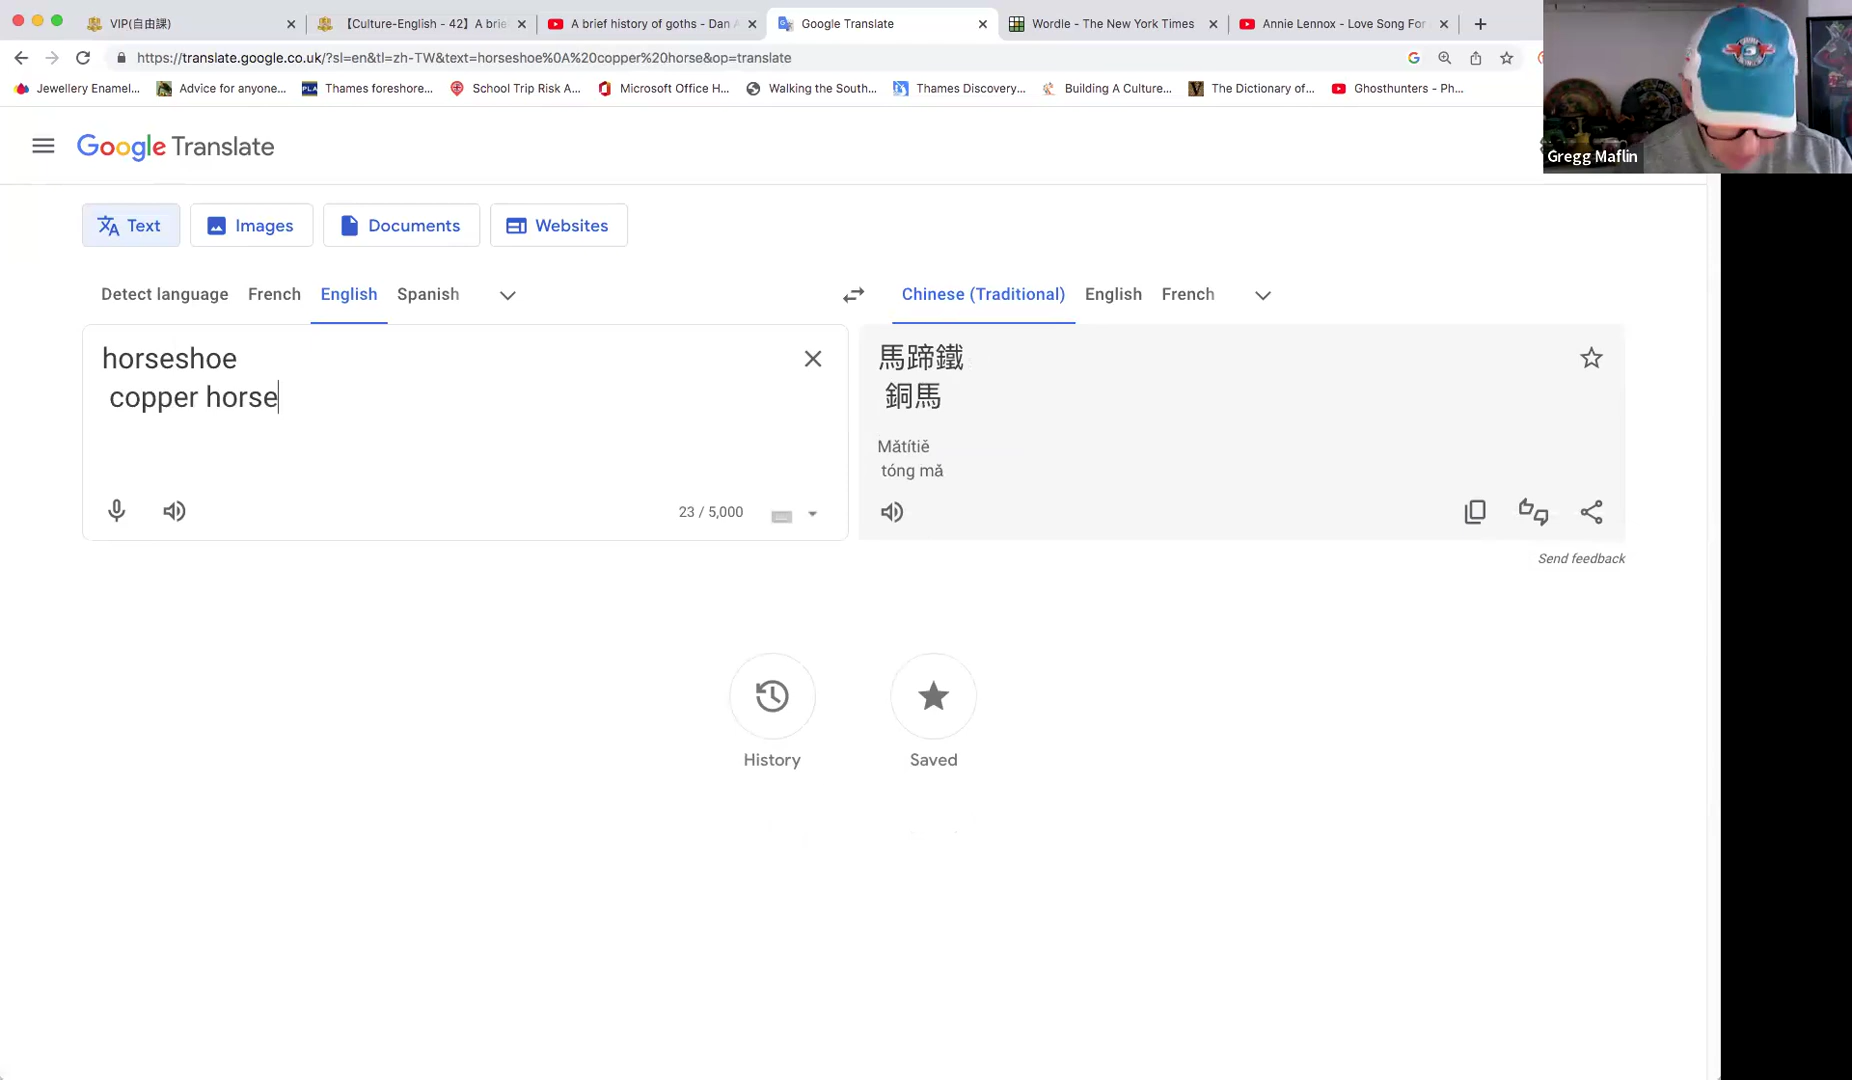 VIP(自由課)
【Culture-English - 42】A brie
A brief history of goths - Dan A
Google Translate
Wordle - The New York Times
Annie Lennox - Love Song For
https://translate.google.co.uk/?sl=en&tl=zh-TW&text=horseshoe%0A%20copper%20horse&op=translate
Jewellery Enamel...
Advice for anyone...
PLA
Thames foreshore...
School Trip Risk A...
Microsoft Office H...
Walking the South...
Thames Discovery...
Building A Culture...
The Dictionary of...
Ghosthunters - Ph...
Gregg Maflin
Google Translate
Text
Images
Documents
Websites
Detect language
French
English
Spanish
Chinese (Traditional)
English
French
horseshoe
copper horse
23 / 5,000
馬蹄鐵
銅馬
Mǎtítiě
tóng mǎ
Send feedback
History
Saved